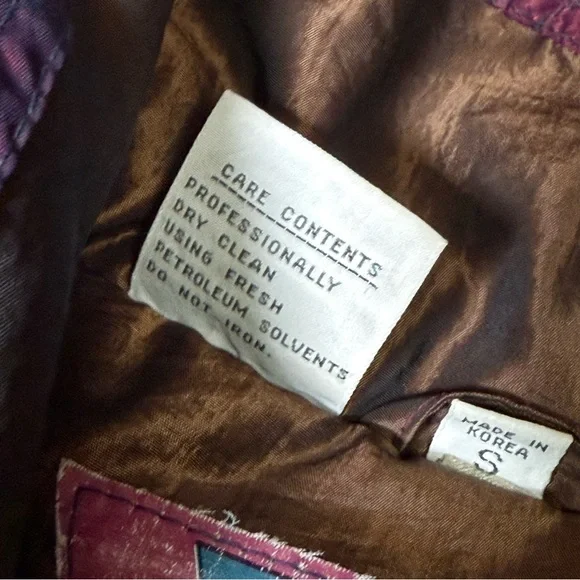 CARE CONTENTS
PROFESSIONALLY
DRY CLEAN
USING FRESH
PETROLEUM SOLVENTS
DO NOT IRON.
MADE IN
KOREA
S